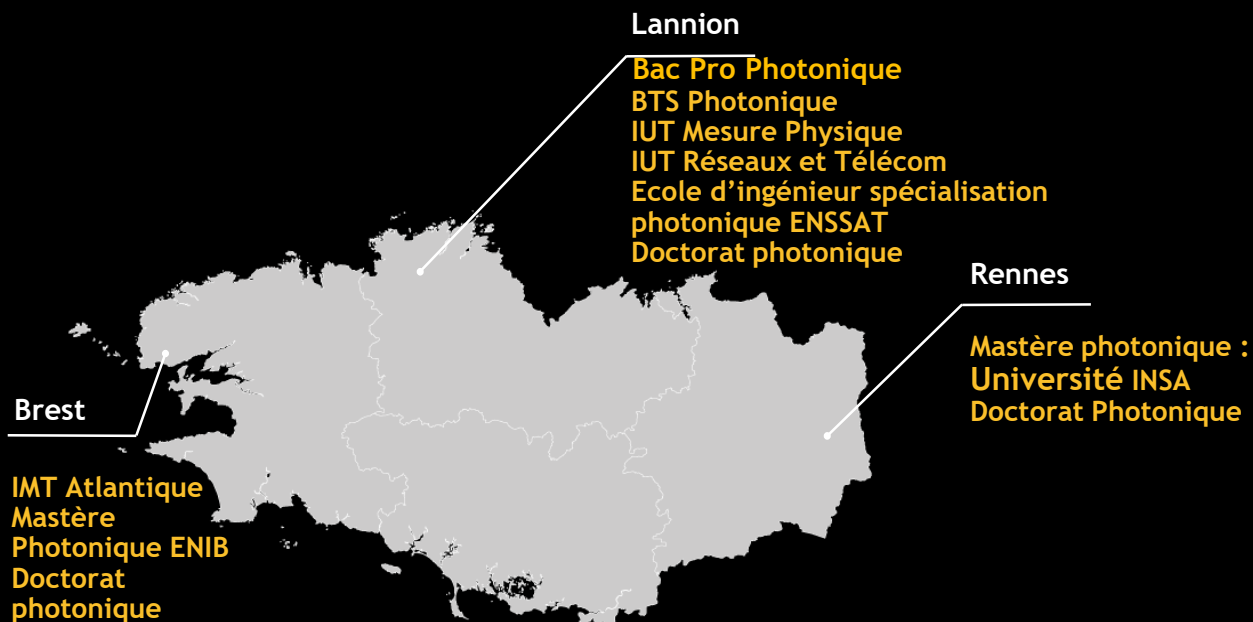 Lannion
Bac Pro Photonique
BTS Photonique
IUT Mesure Physique
IUT Réseaux et Télécom
Ecole d’ingénieur spécialisation
photonique ENSSAT
Doctorat photonique
Rennes
Mastère photonique :
Université INSA
Doctorat Photonique
Brest
IMT Atlantique
Mastère
Photonique ENIB
Doctorat
photonique